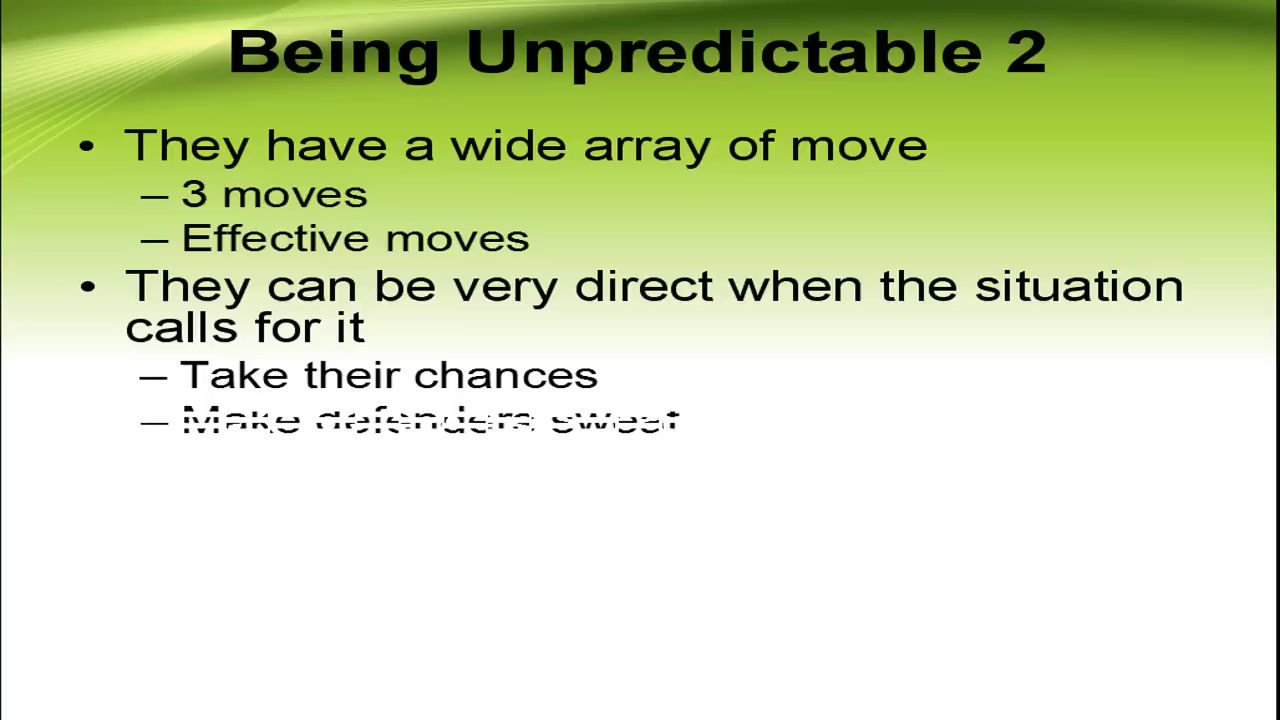 Being Unpredictable 2
• They have a wide array of move
– 3 moves
– Effective moves
• They can be very direct when the situation
calls for it
– Take their chances
– Make defenders sweat